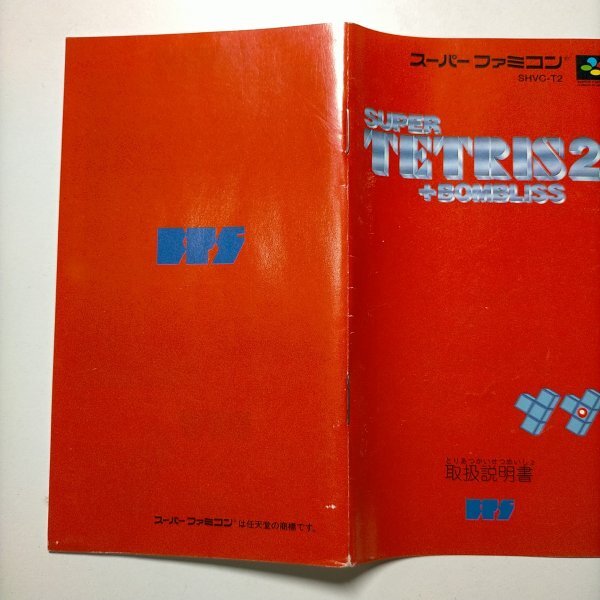 BPS
スーパーファミコン®は任天堂の商標です。
スーパーファミコン®
SHVC-T2
SUPER
TETRIS 2
+BOMBLISS
とりあつかいせつめいしょ
取扱説明書
BPS